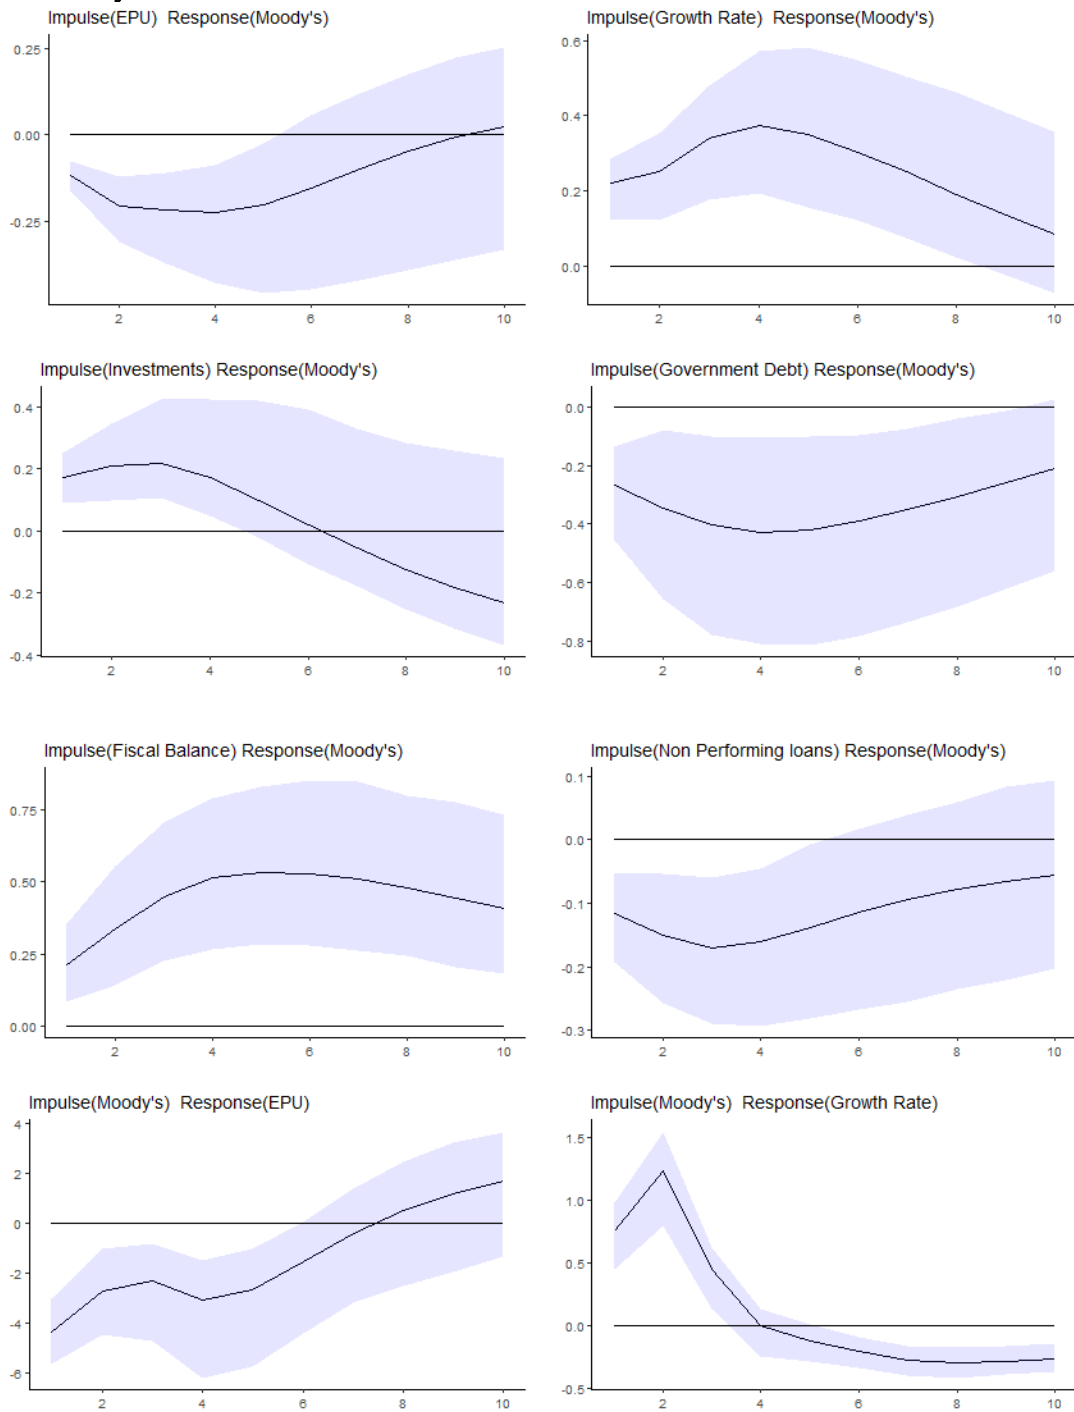 Impulse(EPU) Response(Moody's)
0.25
0.00
-0.25
2 4 6 8 10
Impulse(Growth Rate) Response(Moody's)
0.6
0.4
0.2
0.0
2 4 6 8 10
Impulse(Investments) Response(Moody's)
0.4
0.2
0.0
-0.2
-0.4
2 4 6 8 10
Impulse(Government Debt) Response(Moody's)
0.0
-0.2
-0.4
-0.6
-0.8
2 4 6 8 10
Impulse(Fiscal Balance) Response(Moody's)
0.75
0.50
0.25
0.00
2 4 6 8 10
Impulse(Non Performing loans) Response(Moody's)
0.1
0.0
-0.1
-0.2
-0.3
2 4 6 8 10
Impulse(Moody's) Response(EPU)
4
2
0
-2
-4
-6
2 4 6 8 10
Impulse(Moody's) Response(Growth Rate)
1.5
1.0
0.5
0.0
-0.5
2 4 6 8 10